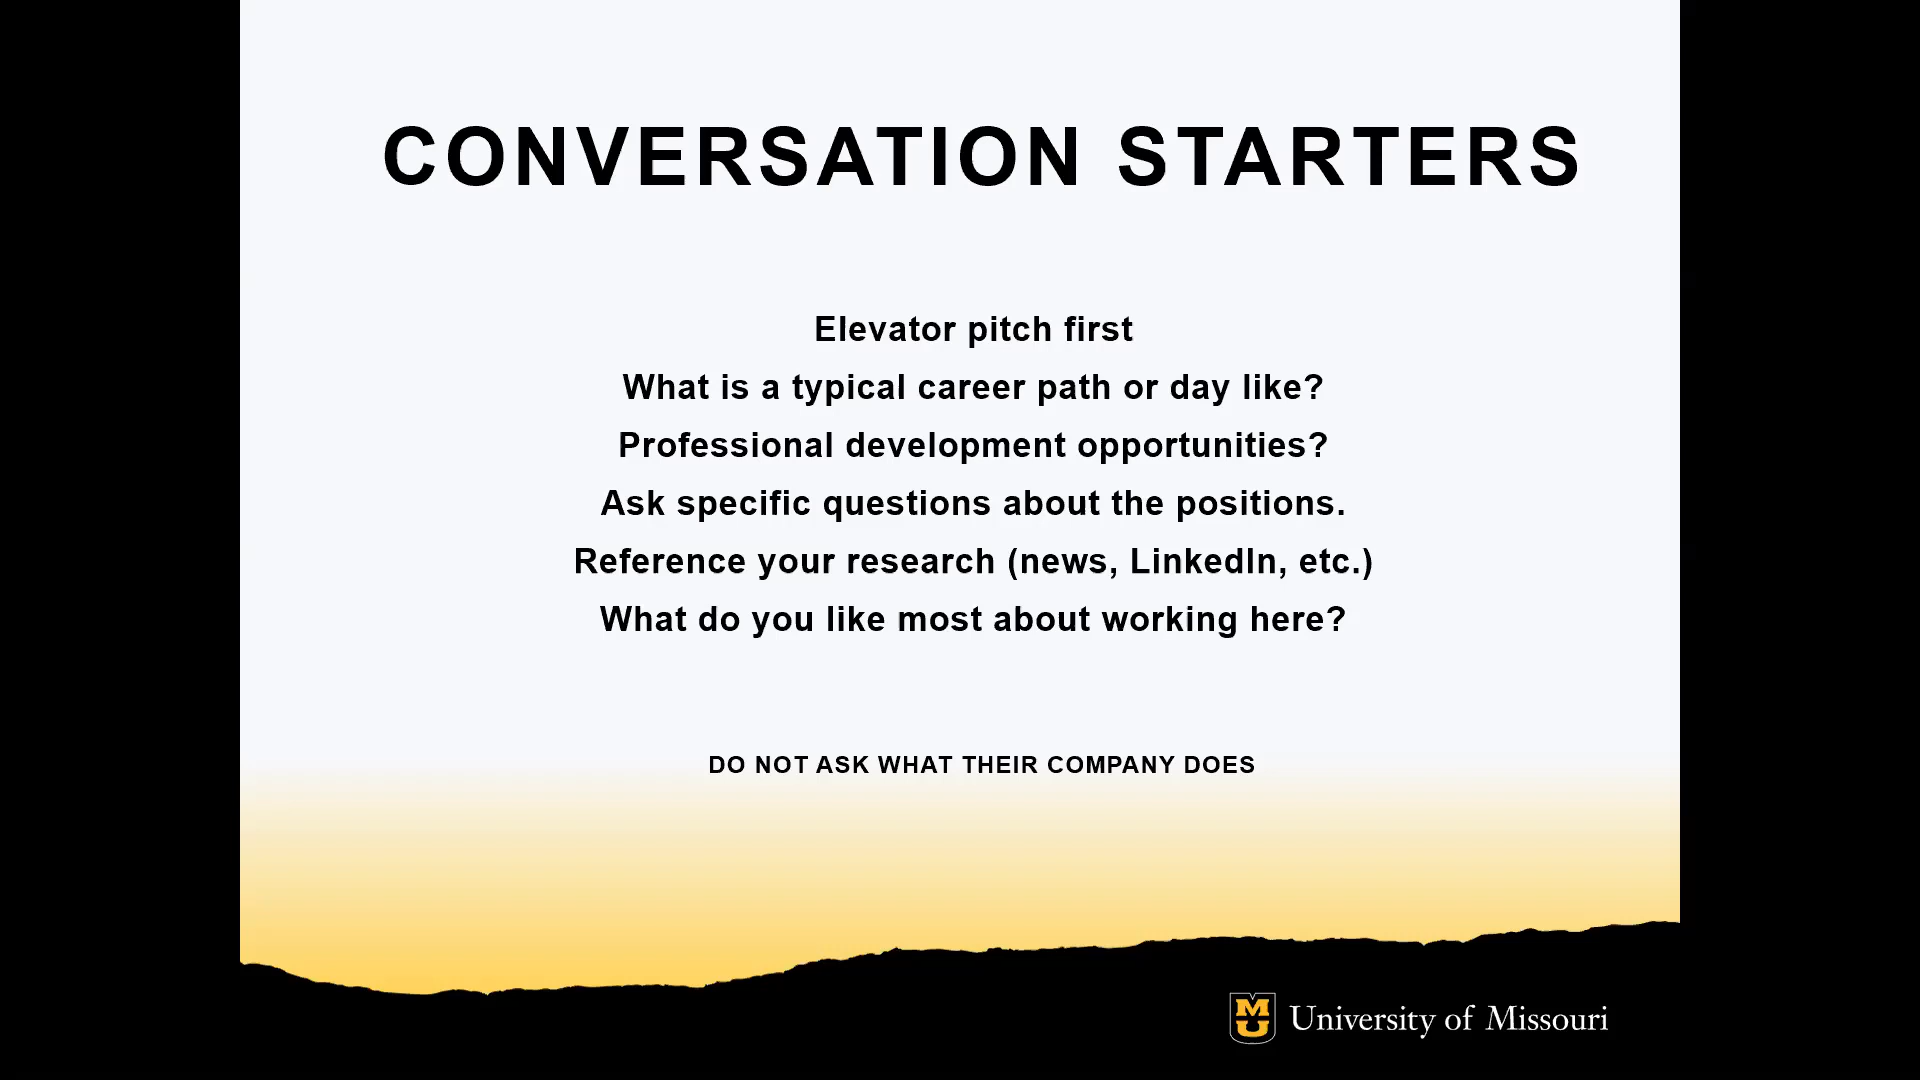 CONVERSATION STARTERS
Elevator pitch first
What is a typical career path or day like?
Professional development opportunities?
Ask specific questions about the positions.
Reference your research (news, LinkedIn, etc.)
What do you like most about working here?
DO NOT ASK WHAT THEIR COMPANY DOES
MU University of Missouri